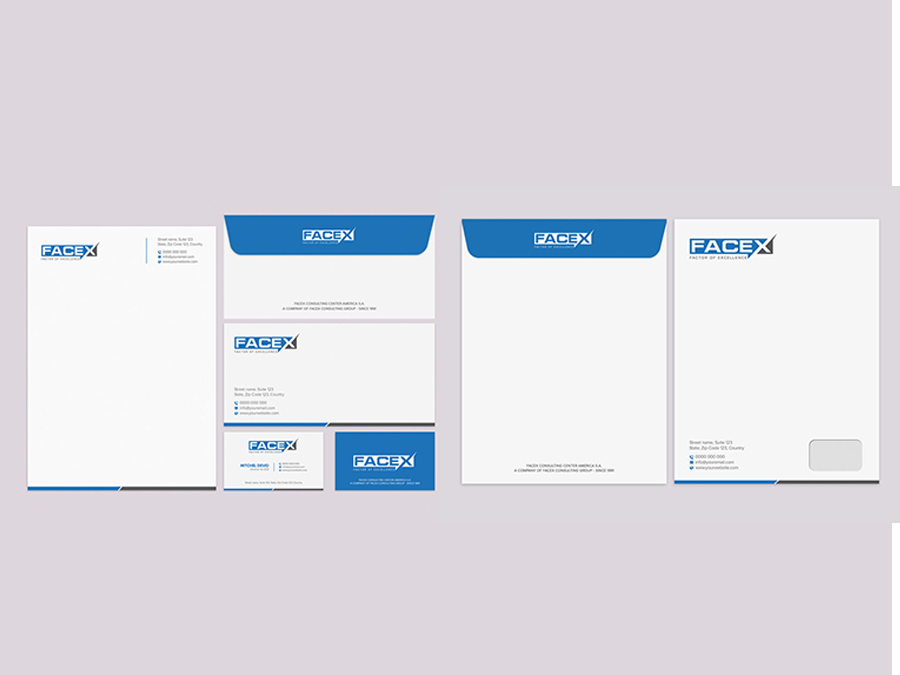 FACEX
FACTOR OF EXCELLENCE
Street name, Suite 123
State, Zip Code 123, Country
0000 000 000
info@youremail.com
www.yourwebsite.com
FACEX
FACTOR OF EXCELLENCE
FACEX CONSULTING CENTER AMERICA S.A.
A COMPANY OF FACEX CONSULTING GROUP - SINCE 1991
FACEX
FACTOR OF EXCELLENCE
Street name, Suite 123
State, Zip Code 123, Country
0000 000 000
info@youremail.com
www.yourwebsite.com
FACEX
FACTOR OF EXCELLENCE
MITCHEL DEVID
FACEX
FACTOR OF EXCELLENCE
FACEX CONSULTING CENTER AMERICA S.A.
A COMPANY OF FACEX CONSULTING GROUP - SINCE 1991
FACEX
FACTOR OF EXCELLENCE
FACEX CONSULTING CENTER AMERICA S.A.
A COMPANY OF FACEX CONSULTING GROUP - SINCE 1991
FACEX
FACTOR OF EXCELLENCE
Street name, Suite 123
State, Zip Code 123, Country
0000 000 000
info@youremail.com
www.yourwebsite.com